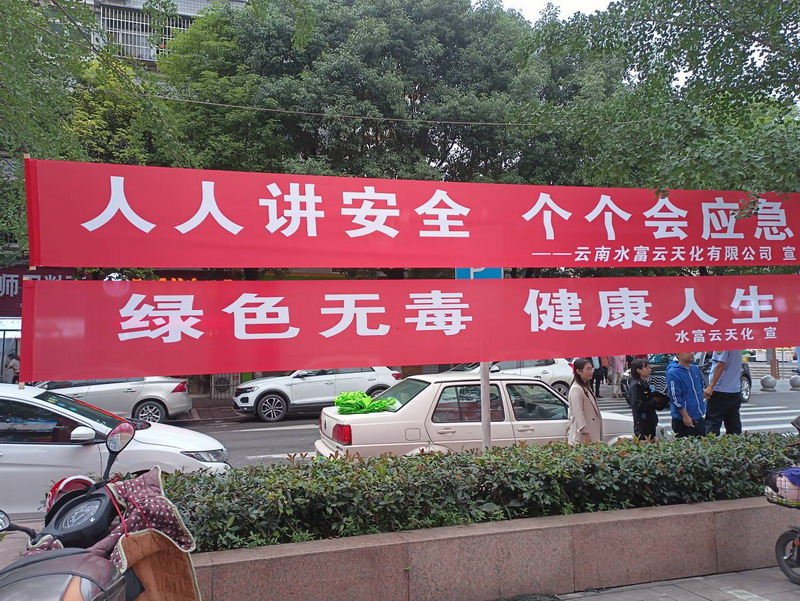 人人讲安全 个个会应急
——云南水富云天化有限公司 宣
绿色无毒 健康人生
水富云天化 宣